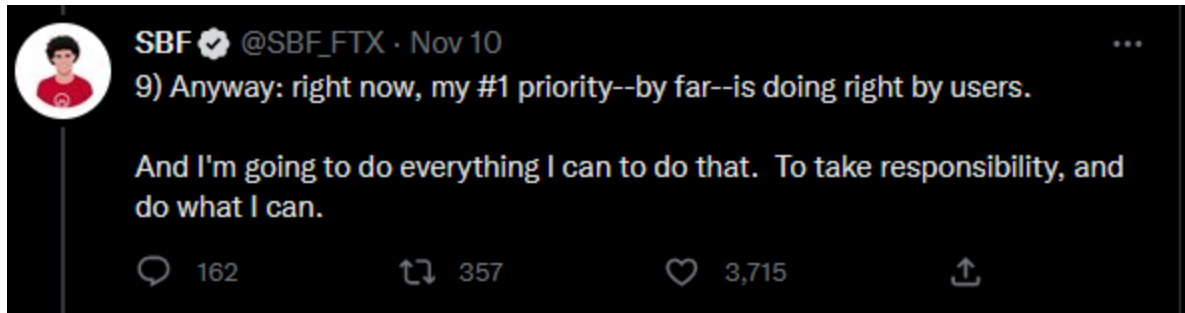 SBF @SBF_FTX · Nov 10
9) Anyway: right now, my #1 priority--by far--is doing right by users.
And I'm going to do everything I can to do that.  To take responsibility, and
do what I can.
162 357 3,715